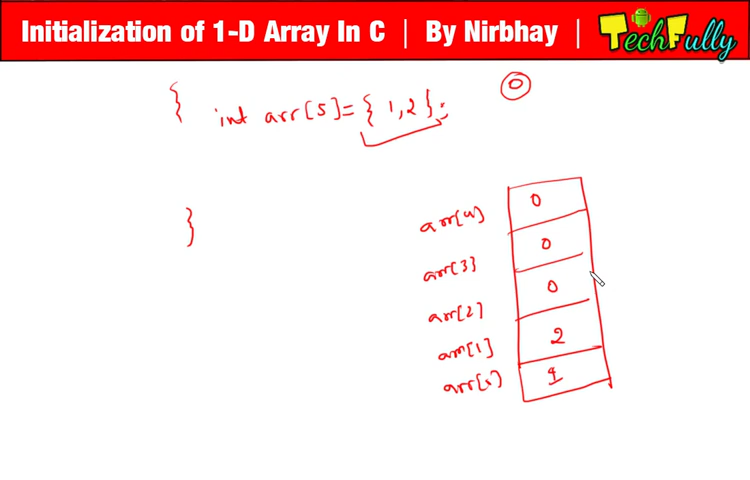 Initialization of 1-D Array In C | By Nirbhay | TechFully
{
int arr[5]= { 1,2};
0
}
arr[4] 0
arr[3] 0
arr[2] 0
arr[1] 2
arr[0] 1